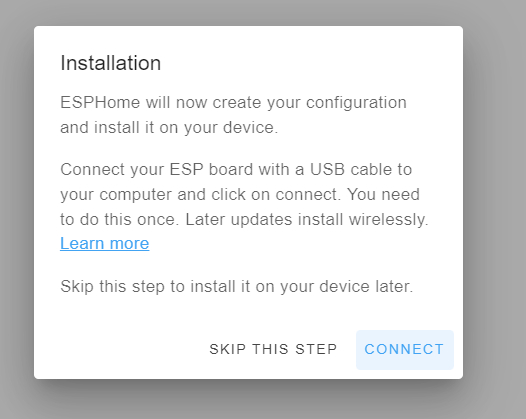 Installation
ESPHome will now create your configuration
and install it on your device.
Connect your ESP board with a USB cable to
your computer and click on connect. You need
to do this once. Later updates install wirelessly.
Learn more
Skip this step to install it on your device later.
SKIP THIS STEP CONNECT